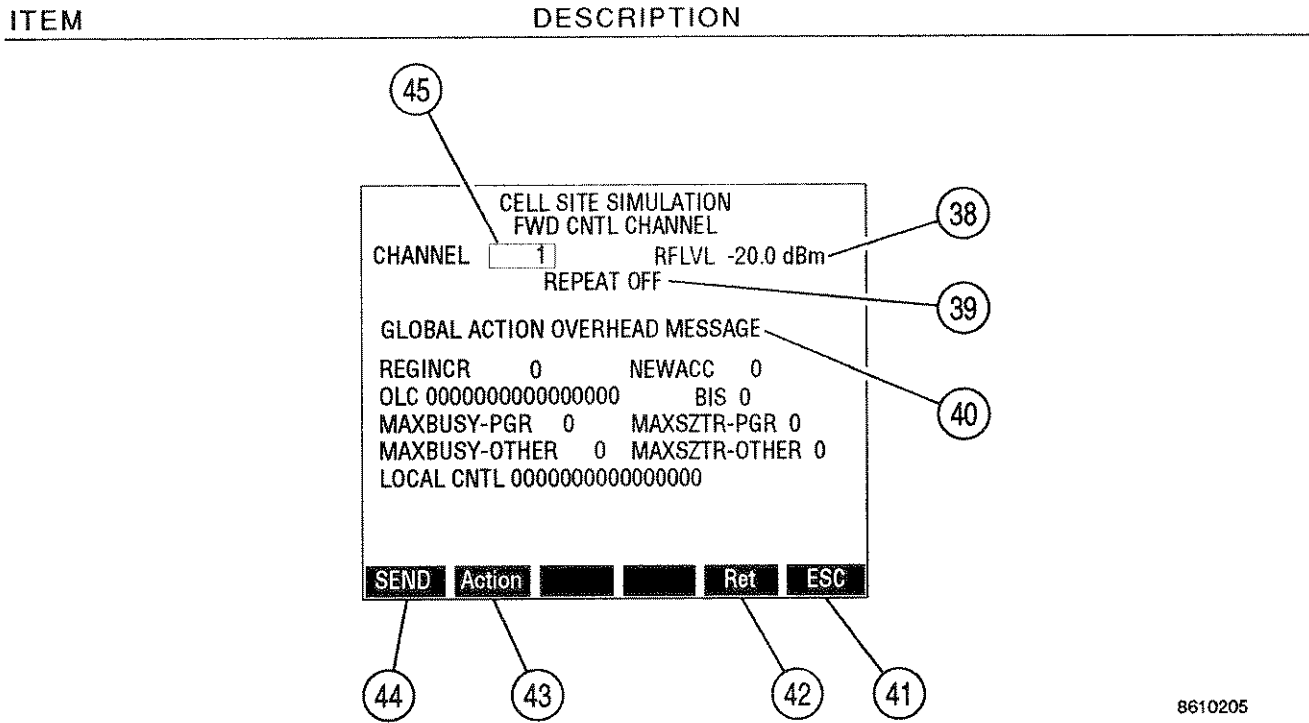 ITEM DESCRIPTION
45
CELL SITE SIMULATION
FWD CNTL CHANNEL
38
CHANNEL 1 RFLVL -20.0 dBm
REPEAT OFF
39
GLOBAL ACTION OVERHEAD MESSAGE
REGINCR 0 NEWACC 0
OLC 0000000000000000 BIS 0
40
MAXBUSY-PGR 0 MAXSZTR-PGR 0
MAXBUSY-OTHER 0 MAXSZTR-OTHER 0
LOCAL CNTL 0000000000000000
SEND Action Ret ESC
44 43 42 41
8610205